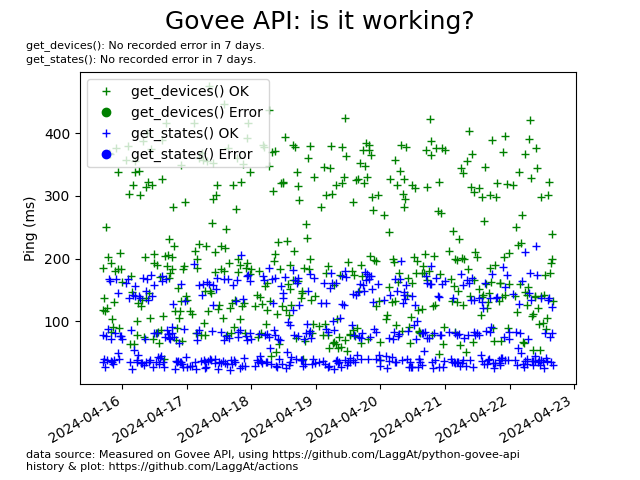 Govee API: is it working?
get_devices(): No recorded error in 7 days.
get_states(): No recorded error in 7 days.
get_devices() OK
get_devices() Error
get_states() OK
get_states() Error
Ping (ms)
400
300
200
100
2024-04-16
2024-04-17
2024-04-18
2024-04-19
2024-04-20
2024-04-21
2024-04-22
2024-04-23
data source: Measured on Govee API, using https://github.com/LaggAt/python-govee-api
history & plot: https://github.com/LaggAt/actions